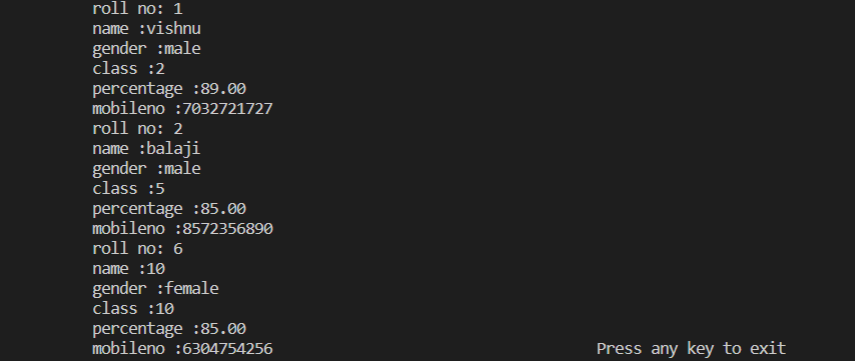 roll no: 1
name :vishnu
gender :male
class :2
percentage :89.00
mobileno :7032721727
roll no: 2
name :balaji
gender :male
class :5
percentage :85.00
mobileno :8572356890
roll no: 6
name :10
gender :female
class :10
percentage :85.00
mobileno :6304754256 Press any key to exit